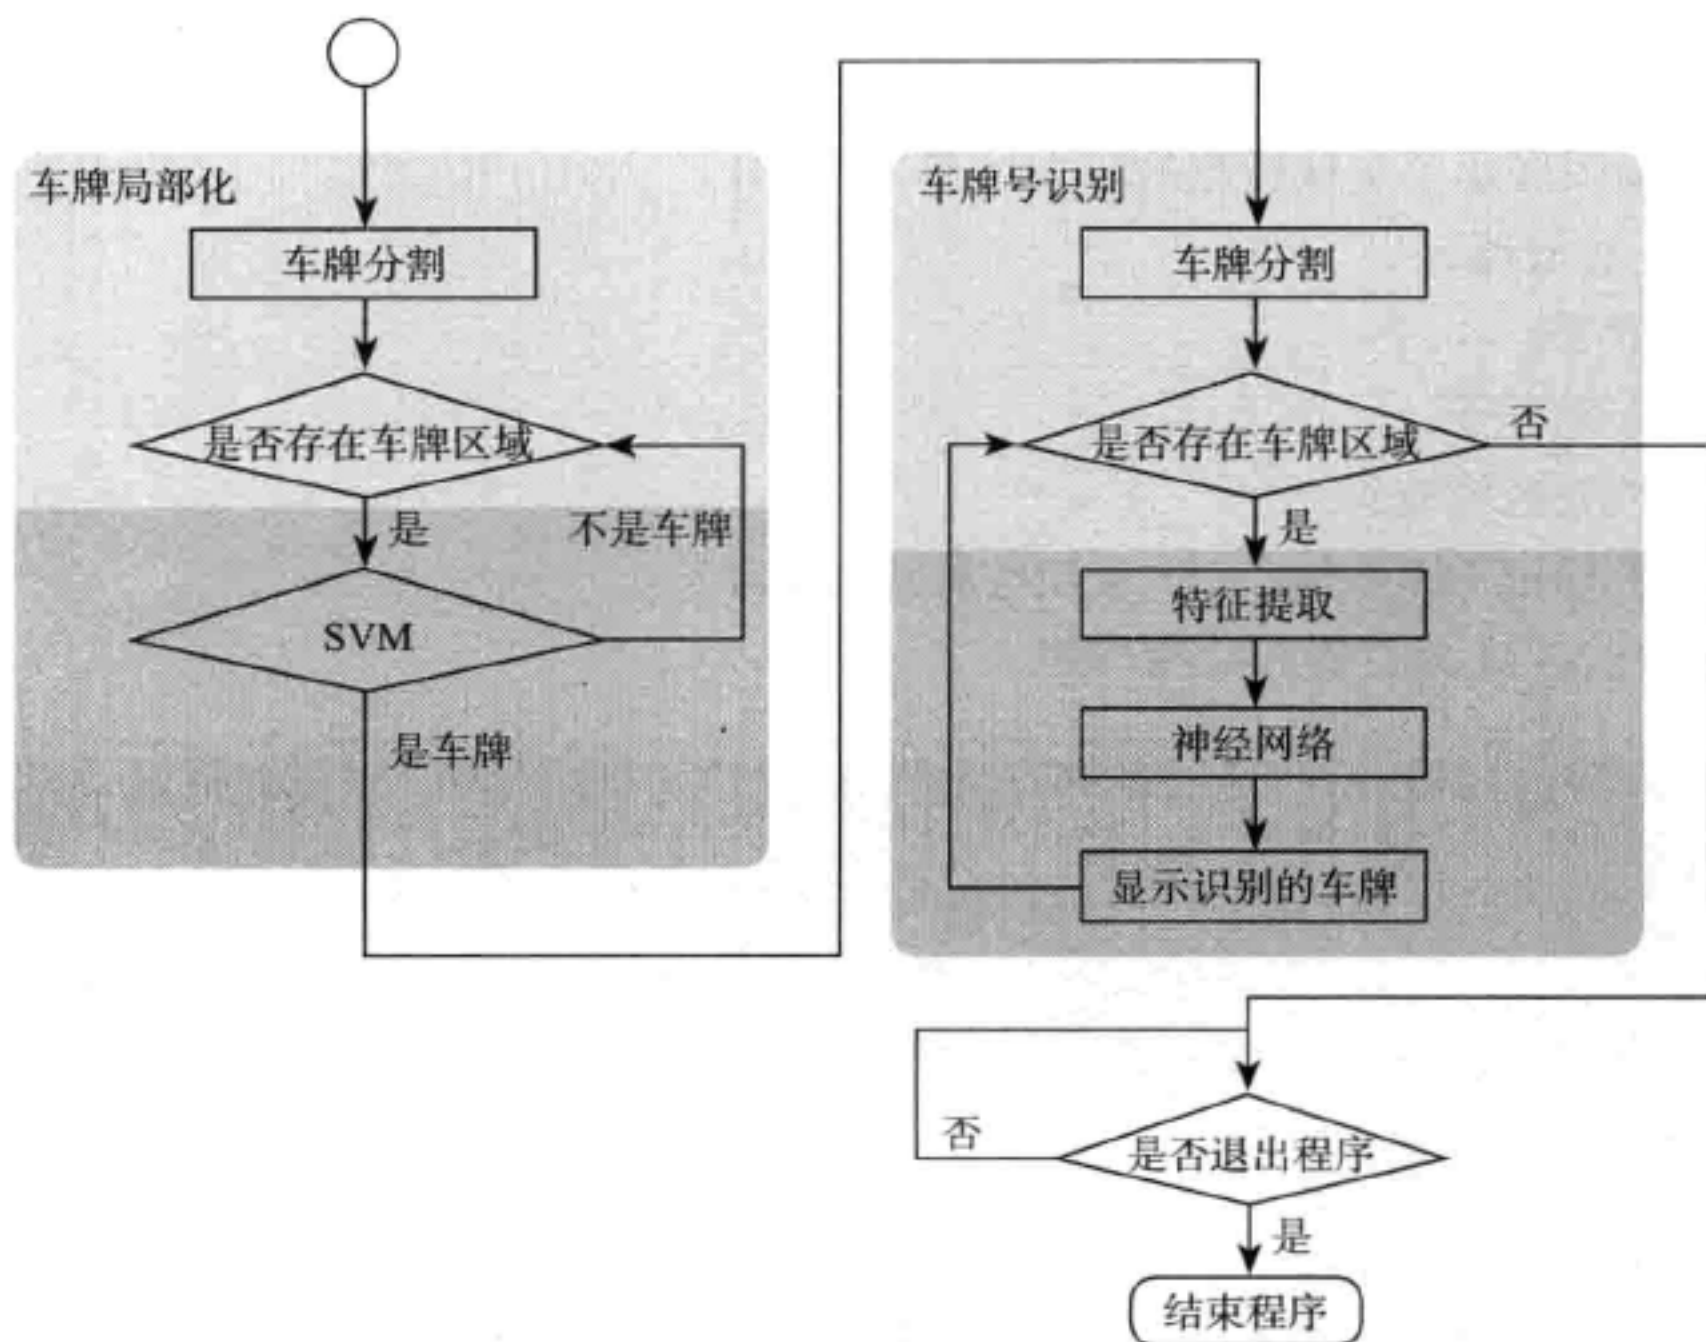 车牌局部化
车牌分割
是否存在车牌区域
是
不是车牌
SVM
是车牌
车牌号识别
车牌分割
是否存在车牌区域
否
是
特征提取
神经网络
显示识别的车牌
否
是否退出程序
是
结束程序